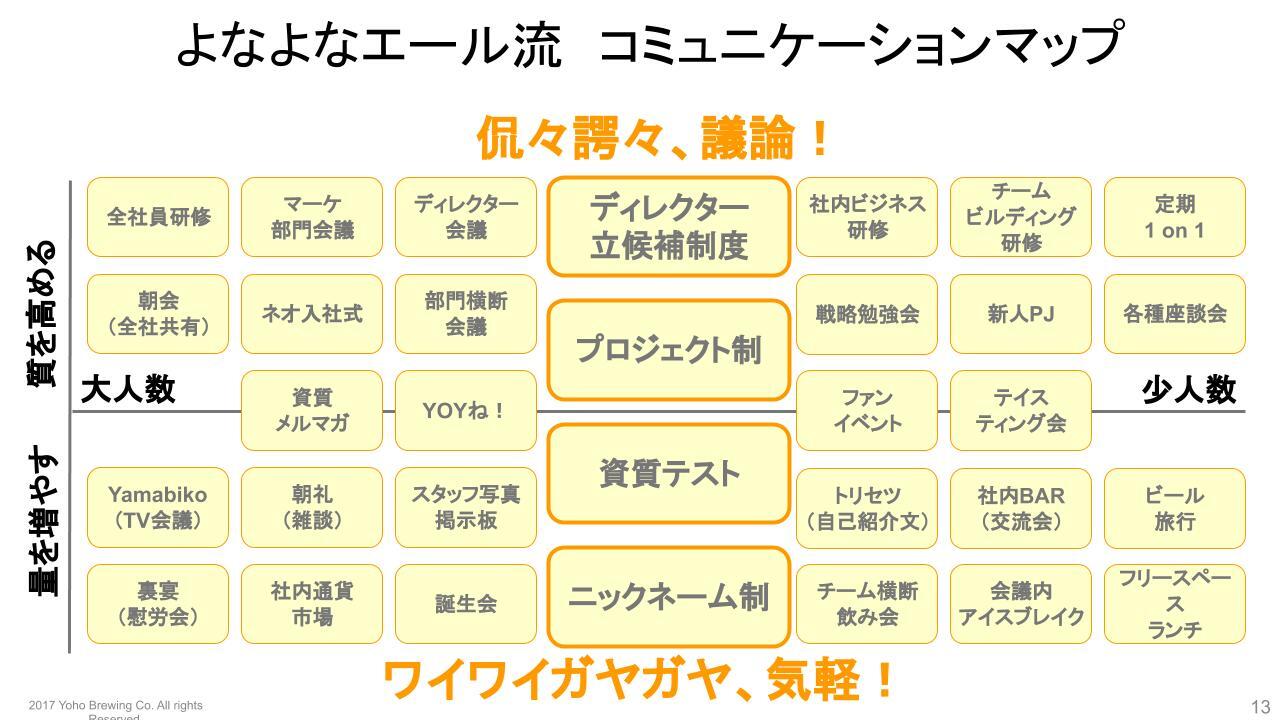 よなよなエール流　コミュニケーションマップ
侃々諤々、議論！
質を高める
量を増やす
大人数
少人数
全社員研修
マーケ
部門会議
ディレクター
会議
ディレクター
立候補制度
社内ビジネス
研修
チーム
ビルディング
研修
定期
1 on 1
朝会
（全社共有）
ネオ入社式
部門横断
会議
プロジェクト制
戦略勉強会
新人PJ
各種座談会
資質
メルマガ
YOYね！
ファン
イベント
テイス
ティング会
資質テスト
Yamabiko
（TV会議）
朝礼
（雑談）
スタッフ写真
掲示板
トリセツ
（自己紹介文）
社内BAR
（交流会）
ビール
旅行
裏宴
（慰労会）
社内通貨
市場
誕生会
ニックネーム制
チーム横断
飲み会
会議内
アイスブレイク
フリースペー
ス
ランチ
ワイワイガヤガヤ、気軽！
2017 Yoho Brewing Co. All rights
Reserved
13